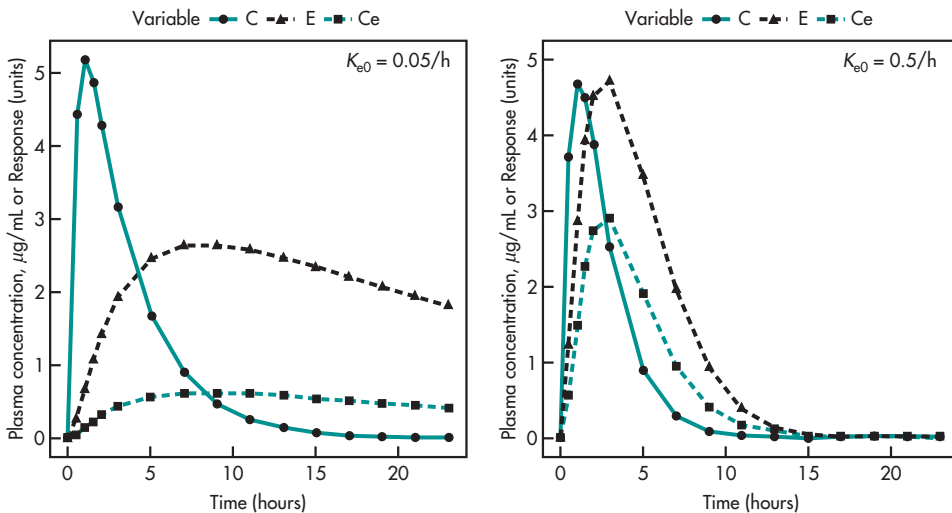 Variable C E Ce
K e0 = 0.05/h
Plasma concentration, µg/mL or Response (units)
5
4
3
2
1
0
0 5 10 15 20
Time (hours)
Variable C E Ce
K e0 = 0.5/h
Plasma concentration, µg/mL or Response (units)
5
4
3
2
1
0
0 5 10 15 20
Time (hours)